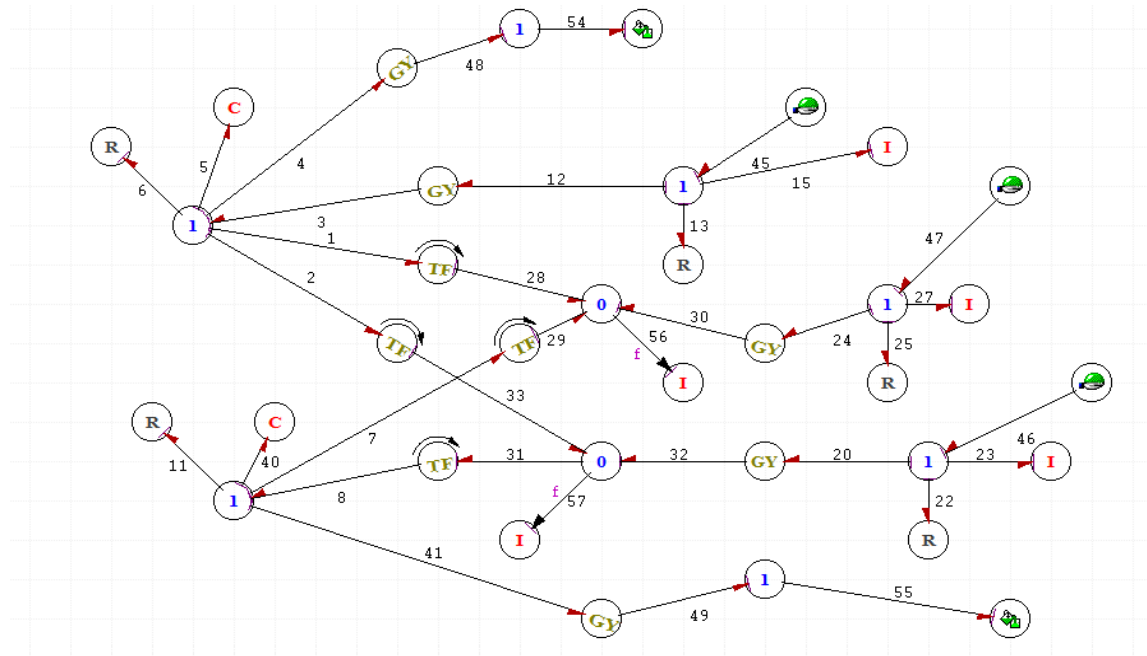 1 54
GY 48
C
R 5 4 45 I
6 15
GY 12 1
3
1 1 13 47
2 TF 28 R
0 30 1 27 I
TF TF 29 56 GY 24 25
f I R
33
R C 7
11 40 TF 31 0 32 GY 20 1 23 46 I
8 f 57 22
1
I R
41
1 55
GY 49